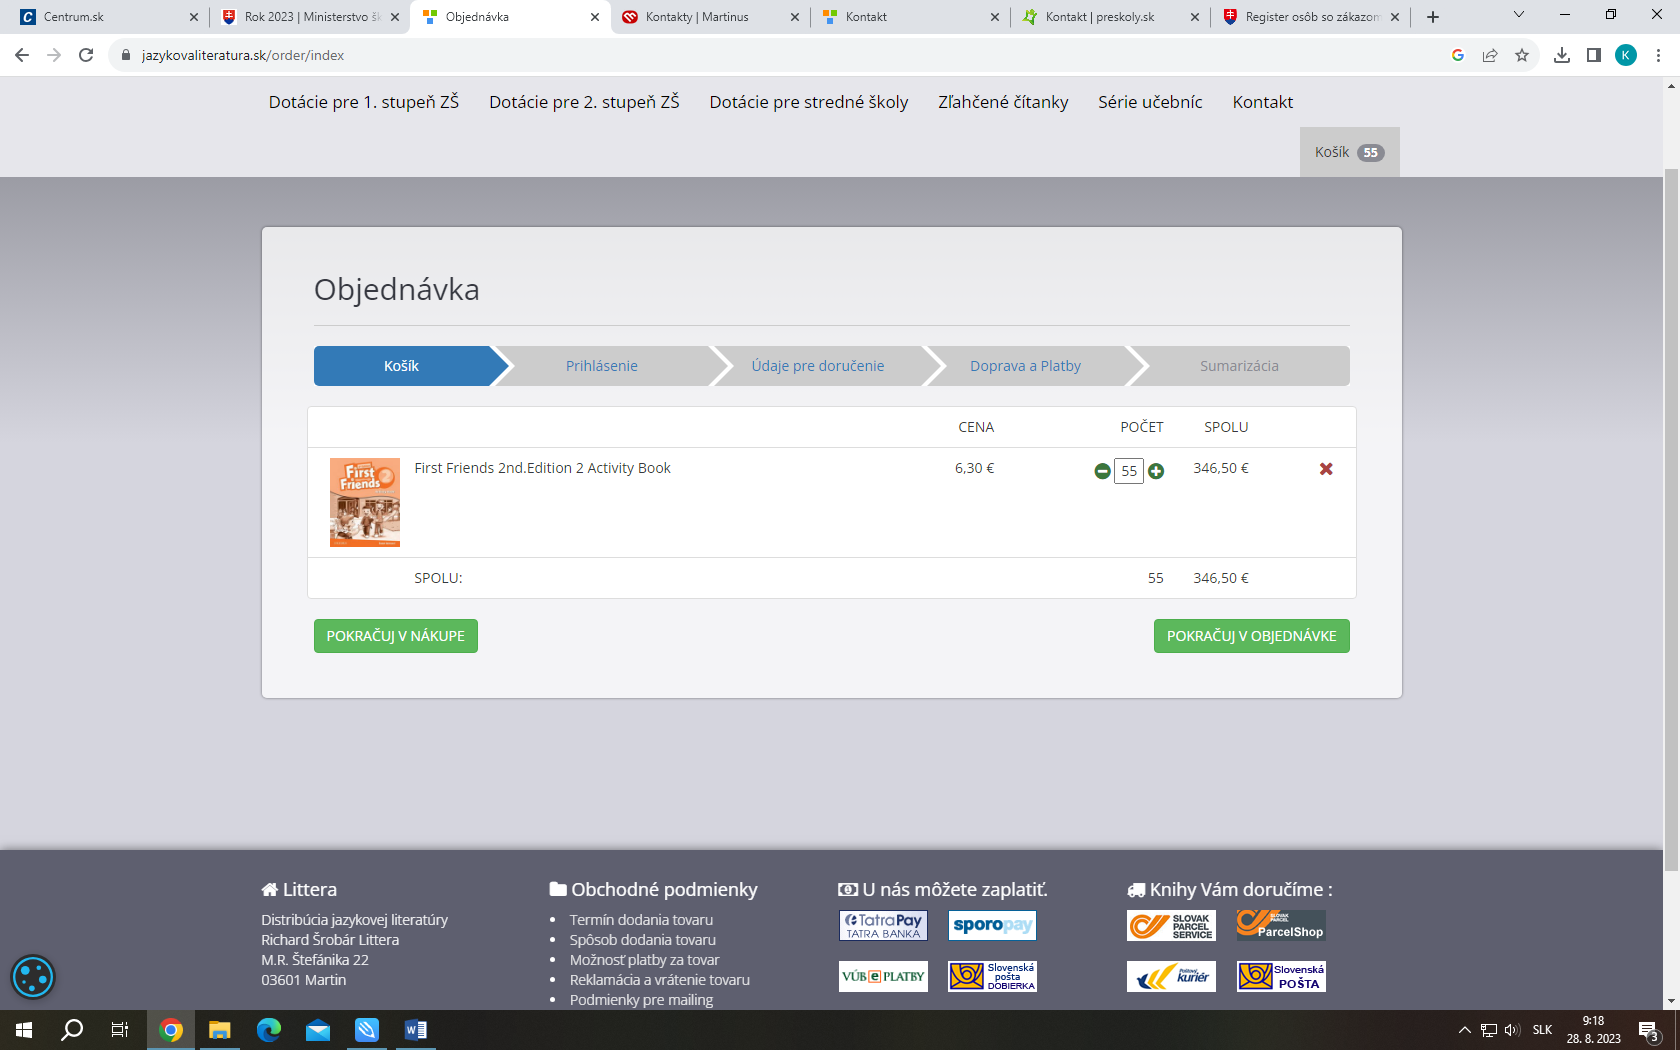 Centrum.sk
Rok 2023 | Ministerstvo šk
Objednávka
Kontakty | Martinus
Kontakt
Kontakt | preskoly.sk
Register osôb so zákazom
jazykovaliteratura.sk/order/index
K
Dotácie pre 1. stupeň ZŠ
Dotácie pre 2. stupeň ZŠ
Dotácie pre stredné školy
Zľahčené čítanky
Série učebníc
Kontakt
Košík 55
Objednávka
Košík
Prihlásenie
Údaje pre doručenie
Doprava a Platby
Sumarizácia
CENA
POČET
SPOLU
First Friends 2
First Friends 2nd.Edition 2 Activity Book
6,30 €
55
346,50 €
SPOLU:
55
346,50 €
POKRAČUJ V NÁKUPE
POKRAČUJ V OBJEDNÁVKE
Littera
Distribúcia jazykovej literatúry
Richard Šrobár Littera
M.R. Štefánika 22
03601 Martin
Obchodné podmienky
Termín dodania tovaru
Spôsob dodania tovaru
Možnosť platby za tovar
Reklamácia a vrátenie tovaru
Podmienky pre mailing
U nás môžete zaplatiť.
TatraPay
TATRA BANKA
sporopay
VÚB ePLATBY
Slovenská
pošta
DOBIERKA
Knihy Vám doručíme :
SLOVAK
PARCEL
SERVICE
SLOVAK
PARCEL
ParcelShop
Poštový
kuriér
Slovenská
POŠTA
SLK
9:18
28. 8. 2023
3